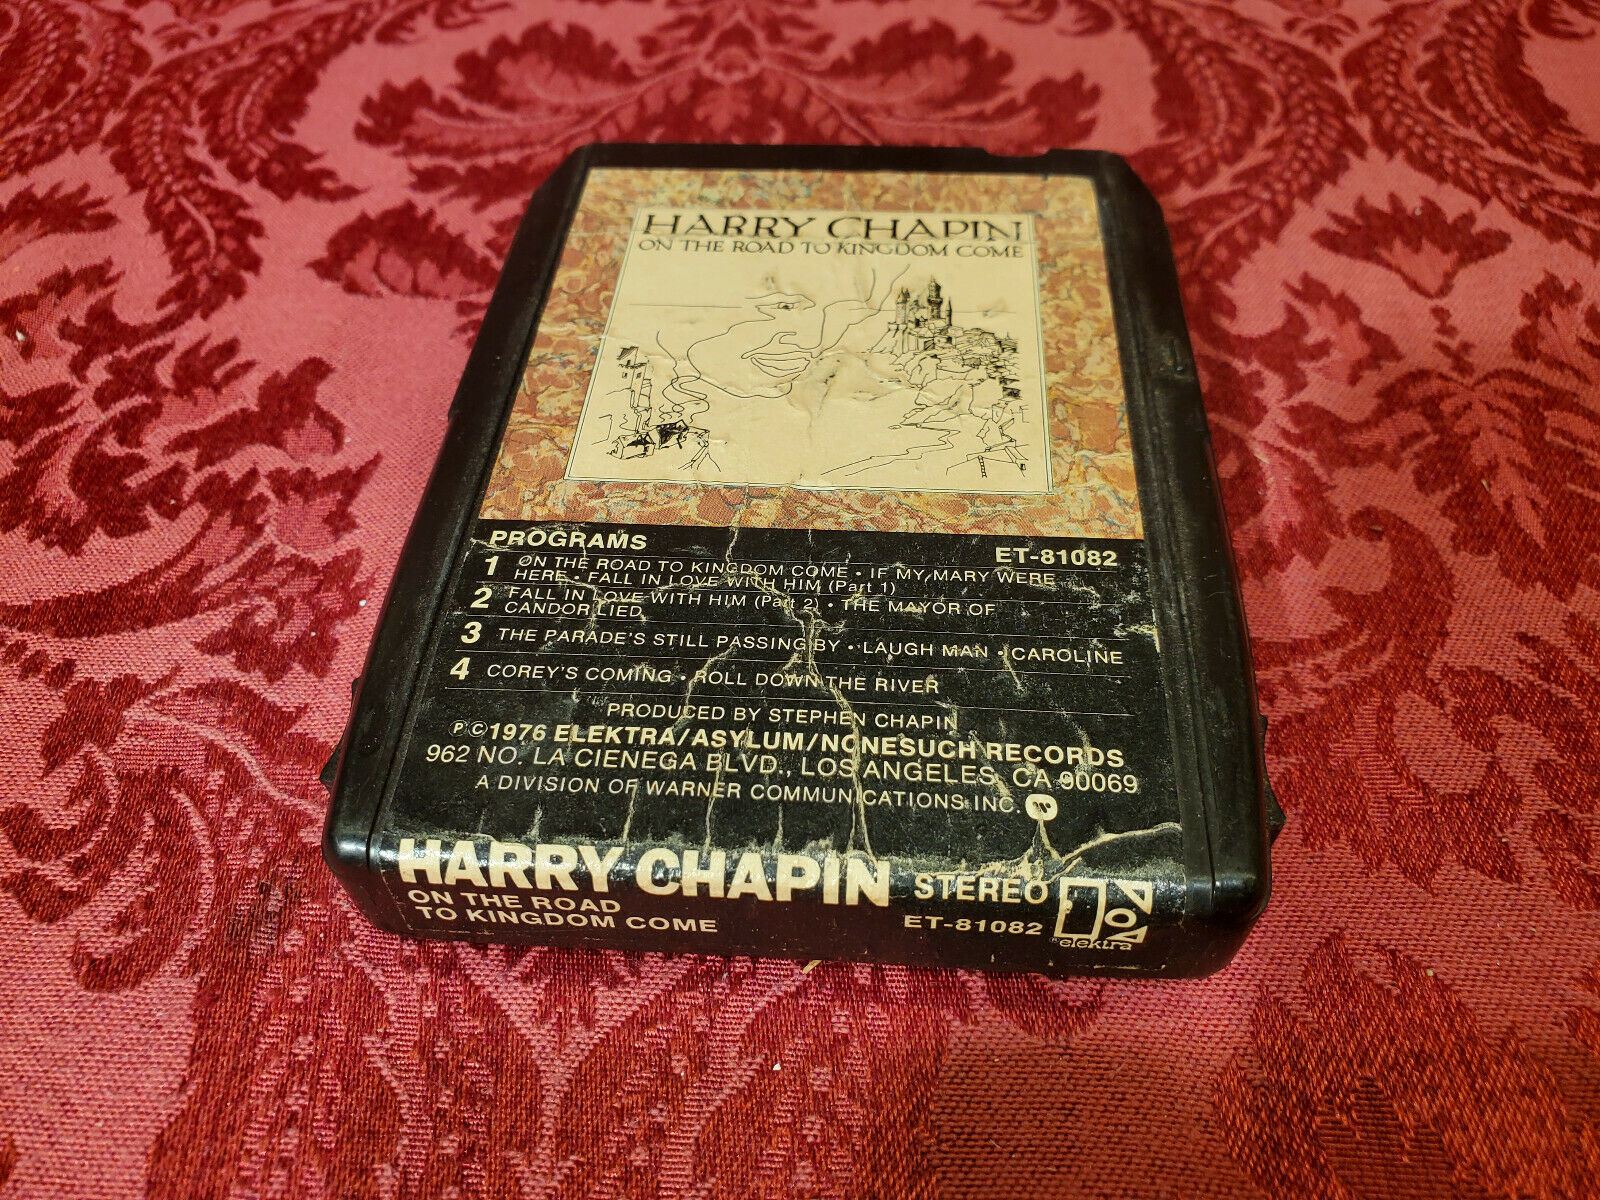 HARRY CHAPIN
ON THE ROAD TO KINGDOM COME
PROGRAMS
ET-81082
1 ON THE ROAD TO KINGDOM COME • IF MY MARY WERE
HERE • FALL IN LOVE WITH HIM (Part 1)
2 FALL IN LOVE WITH HIM (Part 2) • THE MAYOR OF
CANDOR LIED
3 THE PARADE'S STILL PASSING BY • LAUGH MAN • CAROLINE
4 COREY'S COMING • ROLL DOWN THE RIVER
PRODUCED BY STEPHEN CHAPIN
℗©1976 ELEKTRA/ASYLUM/NONESUCH RECORDS
962 NO. LA CIENEGA BLVD., LOS ANGELES, CA 90069
A DIVISION OF WARNER COMMUNICATIONS INC.
HARRY CHAPIN
ON THE ROAD
TO KINGDOM COME
STEREO
ET-81082
®elektra